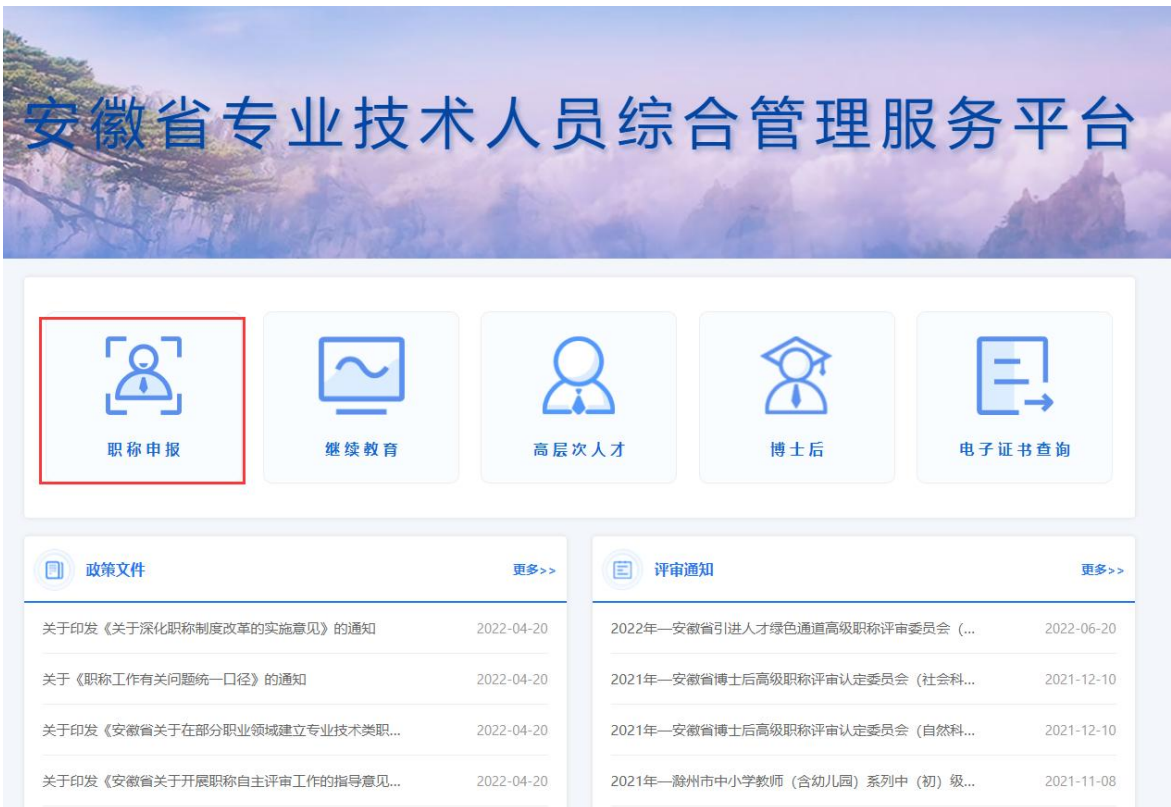 安徽省专业技术人员综合管理服务平台
职称申报
继续教育
高层次人才
博士后
电子证书查询
政策文件
更多>>
关于印发《关于深化职称制度改革的实施意见》的通知 2022-04-20
关于《职称工作有关问题统一口径》的通知 2022-04-20
关于印发《安徽省关于在部分职业领域建立专业技术类职... 2022-04-20
关于印发《安徽省关于开展职称自主评审工作的指导意见... 2022-04-20
评审通知
更多>>
2022年—安徽省引进人才绿色通道高级职称评审委员会（... 2022-06-20
2021年—安徽省博士后高级职称评审认定委员会（社会科... 2021-12-10
2021年—安徽省博士后高级职称评审认定委员会（自然科... 2021-12-10
2021年—滁州市中小学教师（含幼儿园）系列中（初）级... 2021-11-08